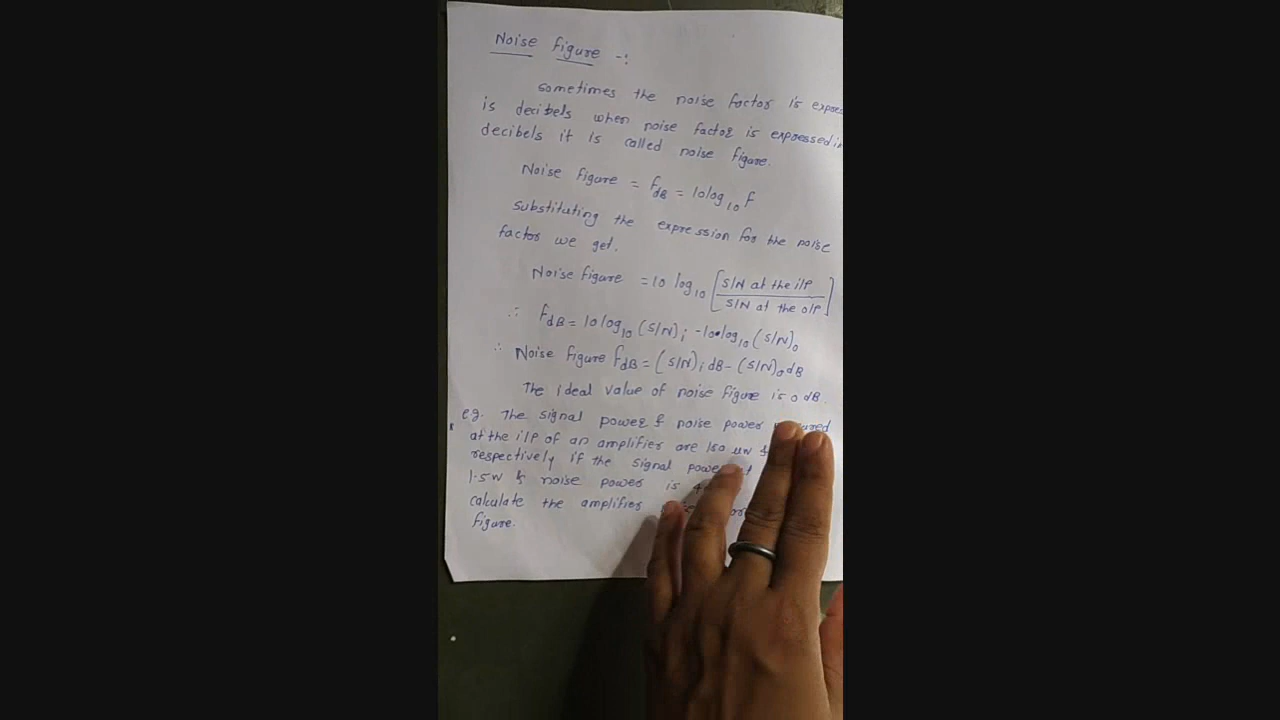 Noise figure -:
Sometimes the noise factor is expres
is decibels when noise factor is expressed in
decibels it is called noise figure.
Noise figure = FdB = 10log10 F
Substituting the expression for the noise
factor we get.
Noise figure = 10 log10 [S/N at the i/P / S/N at the o/P]
∴ FdB = 10log10 (S/N)i - 10log10 (S/N)o
∴ Noise figure FdB = (S/N)i dB - (S/N)o dB
The ideal value of noise figure is 0 dB.
eg. The signal power & noise power
at the i/P of an amplifier are 150 uW
respectively if the signal power
1.5W & noise power is
calculate the amplifier
figure.